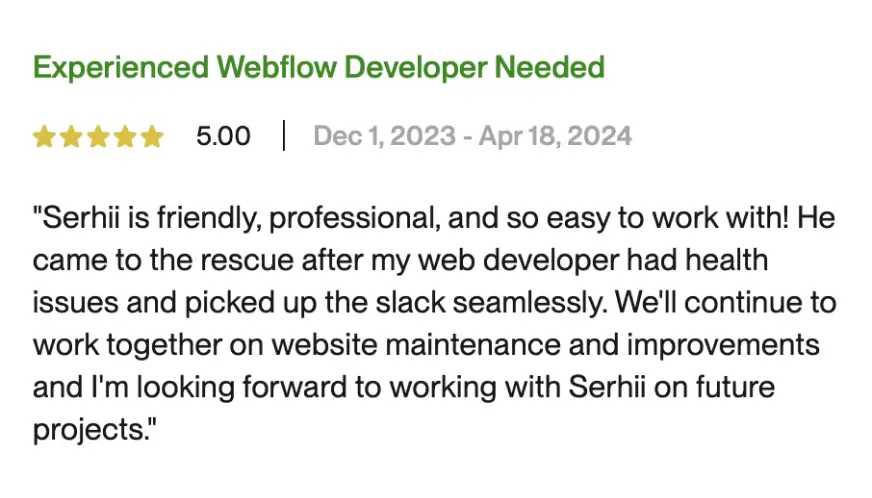 Experienced Webflow Developer Needed
5.00 | Dec 1, 2023 - Apr 18, 2024
"Serhii is friendly, professional, and so easy to work with! He
came to the rescue after my web developer had health
issues and picked up the slack seamlessly. We'll continue to
work together on website maintenance and improvements
and I'm looking forward to working with Serhii on future
projects."